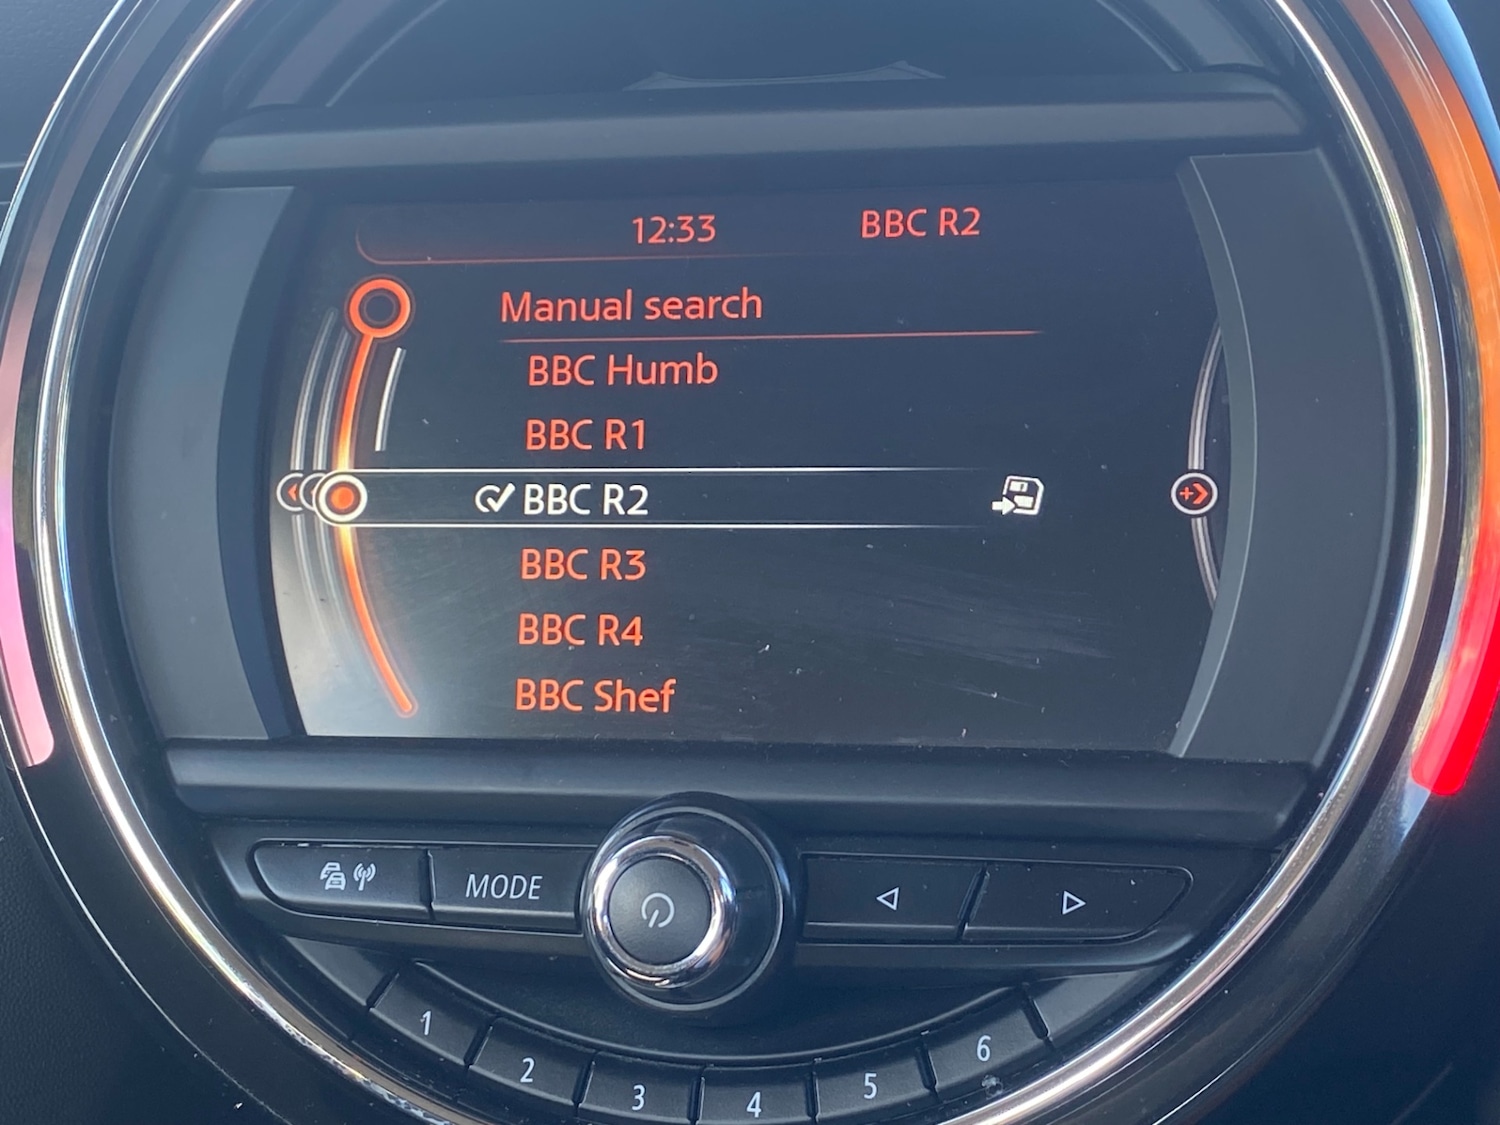 12:33 BBC R2
Manual search
BBC Humb
BBC R1
BBC R2
BBC R3
BBC R4
BBC Shef
MODE
1 2 3 4 5 6